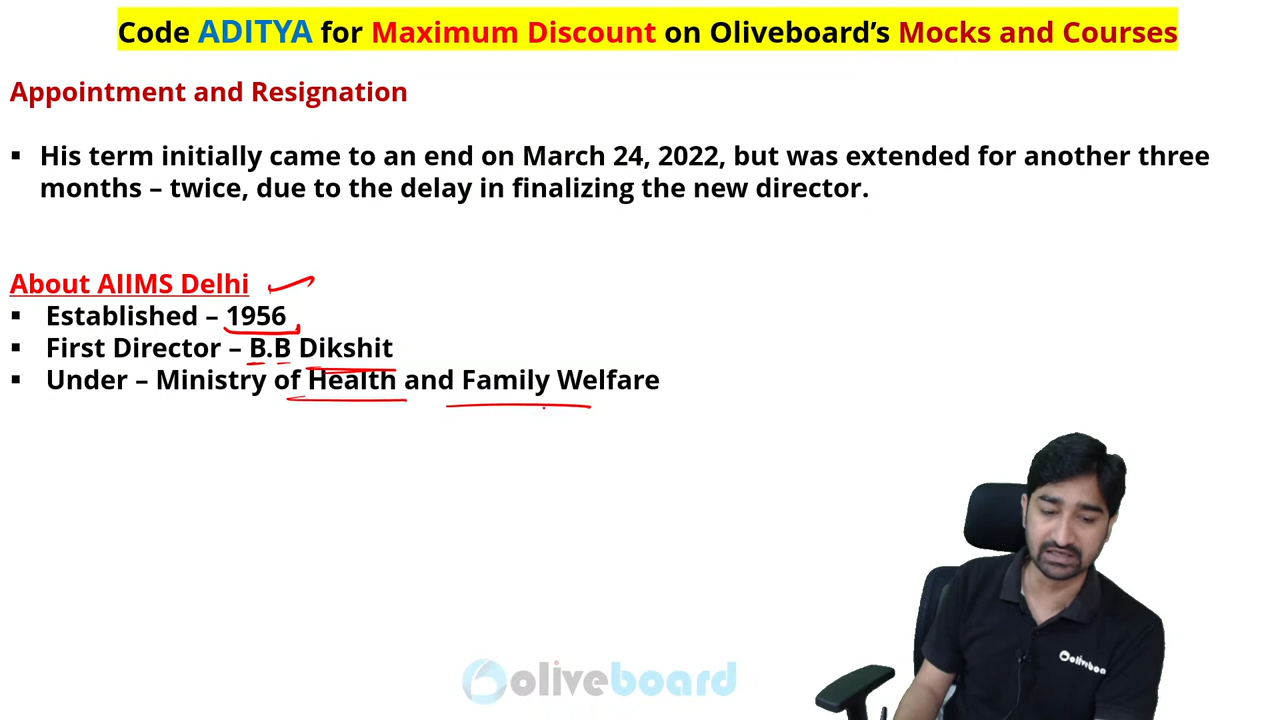 Code ADITYA for Maximum Discount on Oliveboard’s Mocks and Courses
Appointment and Resignation
▪ His term initially came to an end on March 24, 2022, but was extended for another three
months – twice, due to the delay in finalizing the new director.
About AIIMS Delhi
▪ Established – 1956
▪ First Director – B.B Dikshit
▪ Under – Ministry of Health and Family Welfare
oliveboa
oliveboard